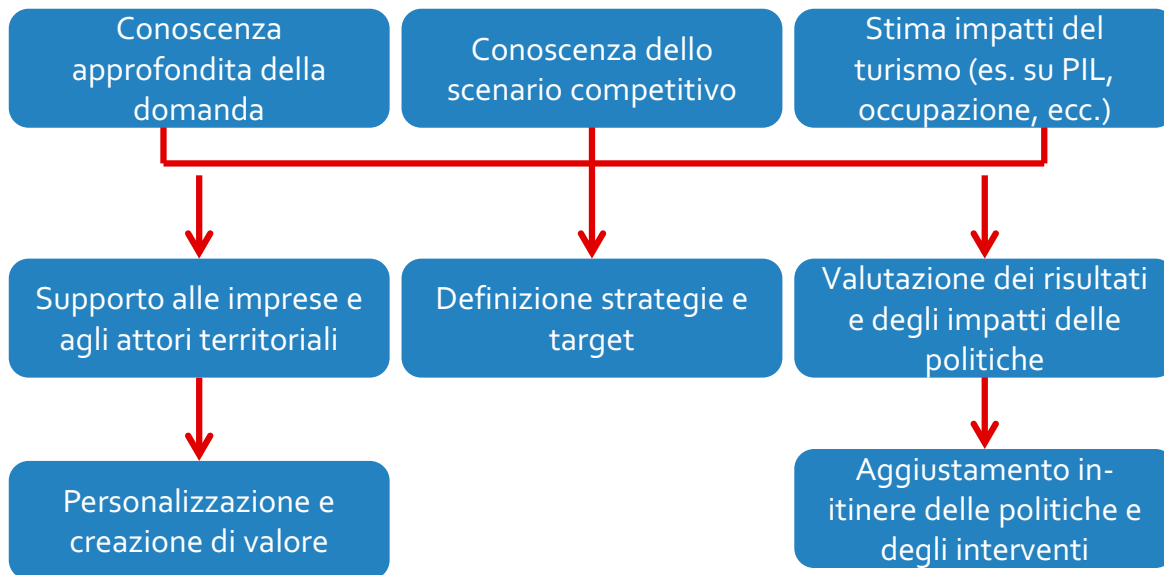 Conoscenza
approfondita della
domanda
Conoscenza dello
scenario competitivo
Stima impatti del
turismo (es. su PIL,
occupazione, ecc.)
Supporto alle imprese e
agli attori territoriali
Definizione strategie e
target
Valutazione dei risultati
e degli impatti delle
politiche
Personalizzazione e
creazione di valore
Aggiustamento in-
itinere delle politiche e
degli interventi